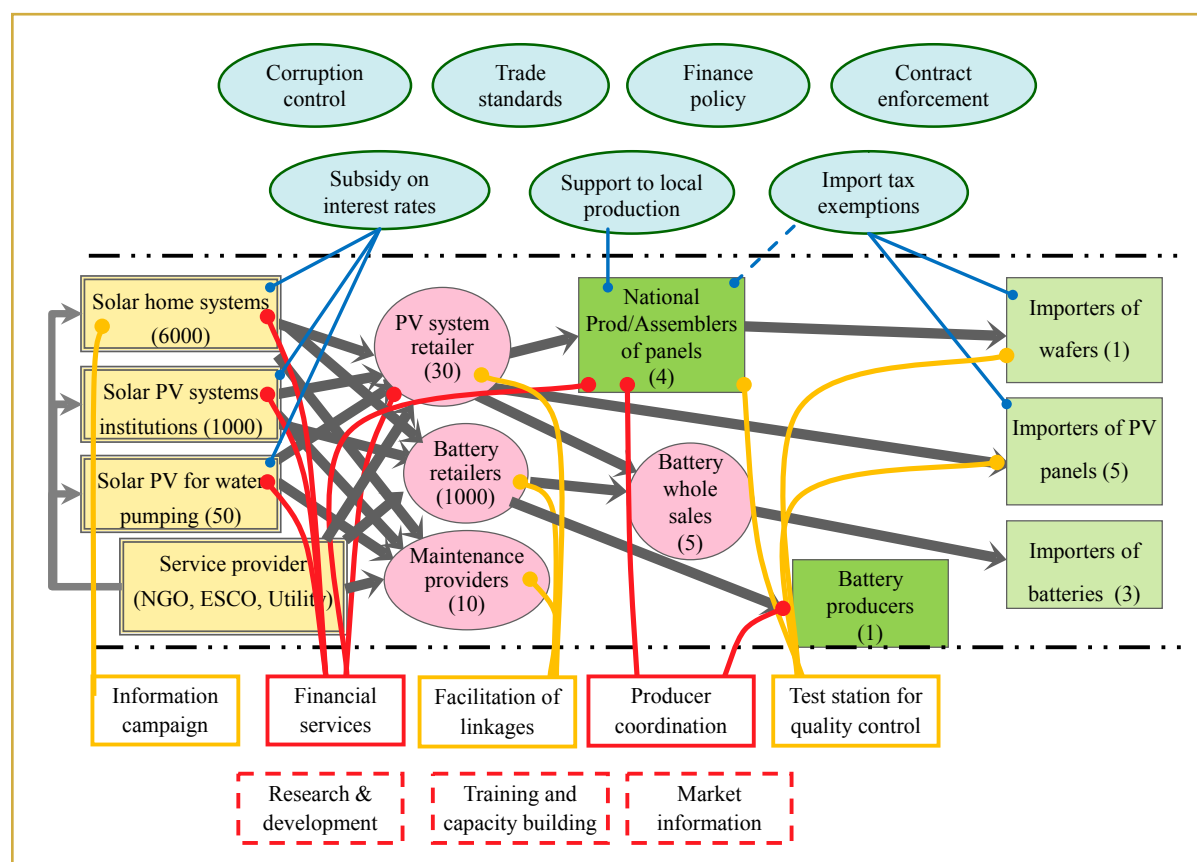 Corruption
control
Trade
standards
Finance
policy
Contract
enforcement
Subsidy on
interest rates
Support to local
production
Import tax
exemptions
Solar home systems
(6000)
Solar PV systems
institutions (1000)
Solar PV for water
pumping (50)
Service provider
(NGO, ESCO, Utility)
PV system
retailer
(30)
Battery
retailers
(1000)
Maintenance
providers
(10)
National
Prod/Assemblers
of panels
(4)
Battery
whole
sales
(5)
Battery
producers
(1)
Importers of
wafers (1)
Importers of PV
panels (5)
Importers of
batteries (3)
Information
campaign
Financial
services
Facilitation of
linkages
Producer
coordination
Test station for
quality control
Research &
development
Training and
capacity building
Market
information